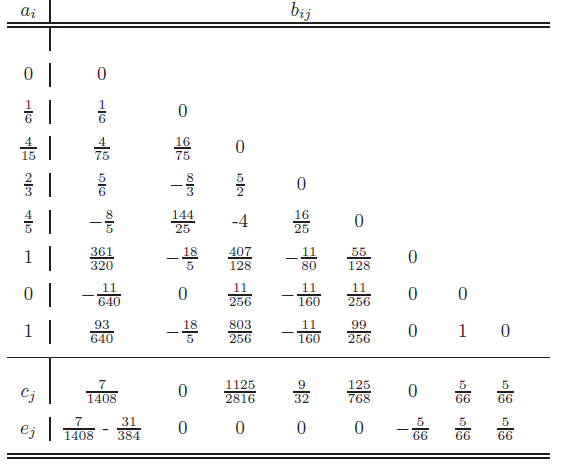 a_i b_{ij}
0 0
1/6 1/6 0
4/15 4/75 16/75 0
2/3 5/6 −8/3 5/2 0
4/5 −8/5 144/25 -4 16/25 0
1 361/320 −18/5 407/128 −11/80 55/128 0
0 −11/640 0 11/256 −11/160 11/256 0 0
1 93/640 −18/5 803/256 −11/160 99/256 0 1 0
c_j 7/1408 0 1125/2816 9/32 125/768 0 5/66 5/66
e_j 7/1408 - 31/384 0 0 0 0 −5/66 5/66 5/66